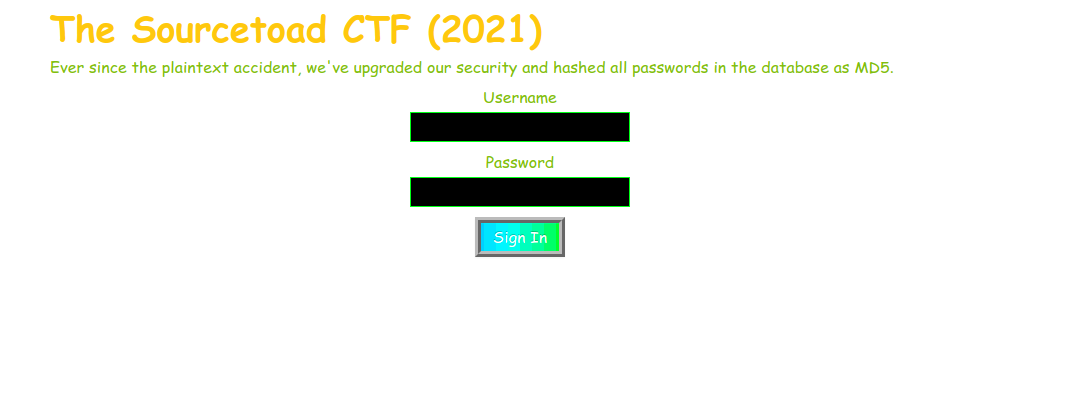 The Sourcetoad CTF (2021)
Ever since the plaintext accident, we've upgraded our security and hashed all passwords in the database as MD5.
Username
Password
Sign In